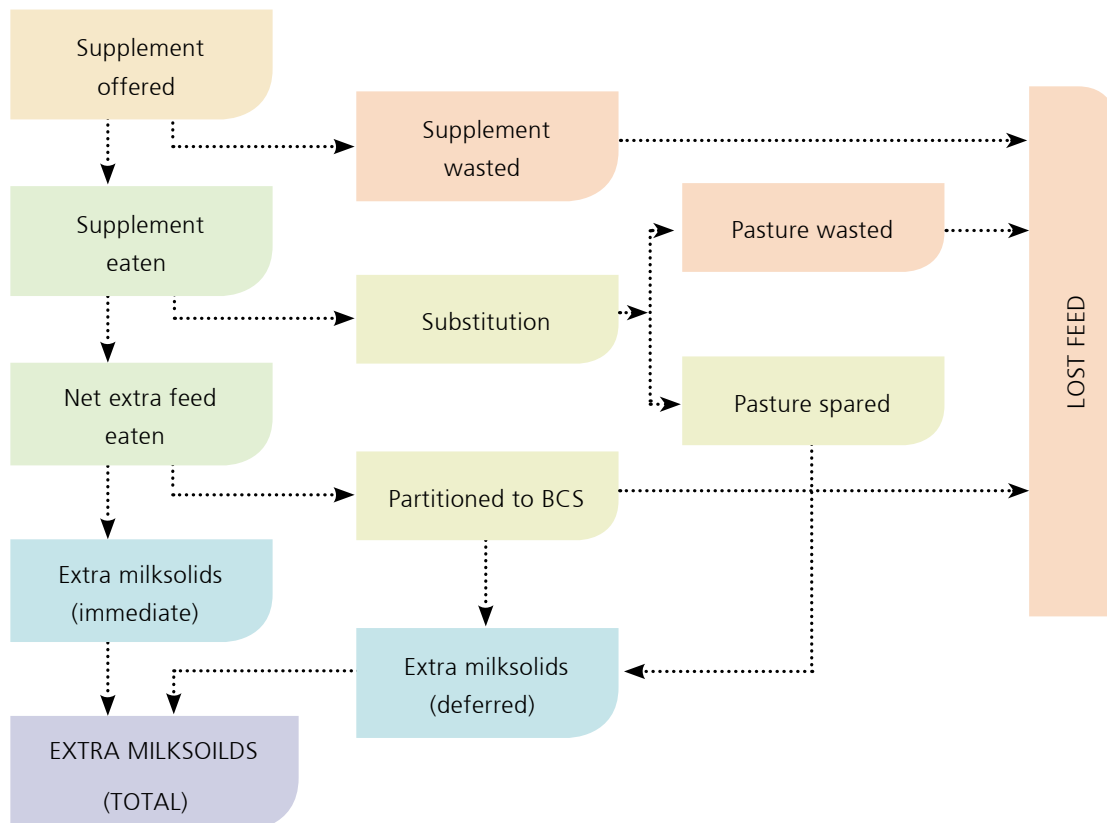 Supplement
offered
Supplement
wasted
Supplement
eaten
Pasture wasted
Substitution
LOST FEED
Net extra feed
eaten
Pasture spared
Partitioned to BCS
Extra milksolids
(immediate)
Extra milksolids
(deferred)
EXTRA MILKSOILDS
(TOTAL)